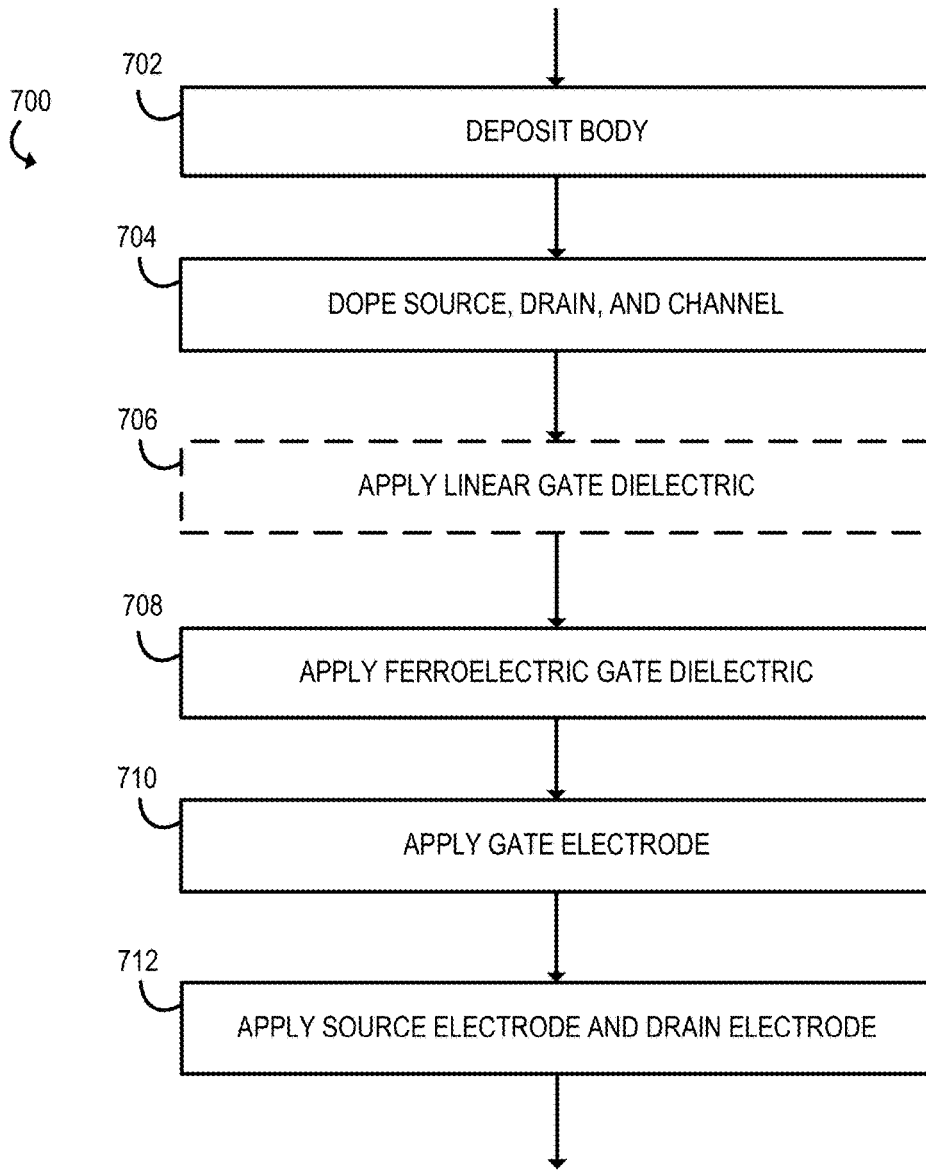 700
702
DEPOSIT BODY
704
DOPE SOURCE, DRAIN, AND CHANNEL
706
APPLY LINEAR GATE DIELECTRIC
708
APPLY FERROELECTRIC GATE DIELECTRIC
710
APPLY GATE ELECTRODE
712
APPLY SOURCE ELECTRODE AND DRAIN ELECTRODE